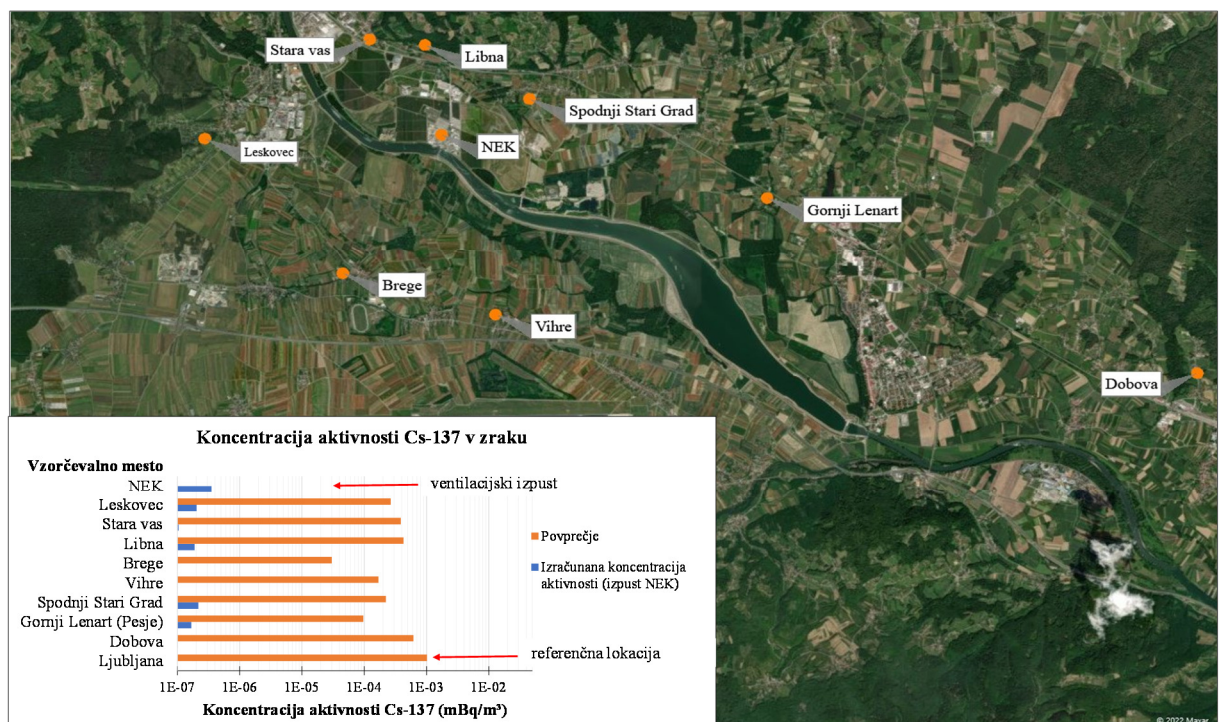 Stara vas
Libna
Spodnji Stari Grad
NEK
Leskovec
Gornji Lenart
Brege
Vihre
Dobova
Koncentracija aktivnosti Cs-137 v zraku
Vzorčevalno mesto
NEK
ventilacijski izpust
Leskovec
Stara vas
Povprečje
Libna
Brege
Izračunana koncentracija
aktivnosti (izpust NEK)
Vihre
Spodnji Stari Grad
Gornji Lenart (Pesje)
Dobova
Ljubljana
referenčna lokacija
1E-07 1E-06 1E-05 1E-04 1E-03 1E-02
Koncentracija aktivnosti Cs-137 (mBq/m³)
© 2022 Maxar